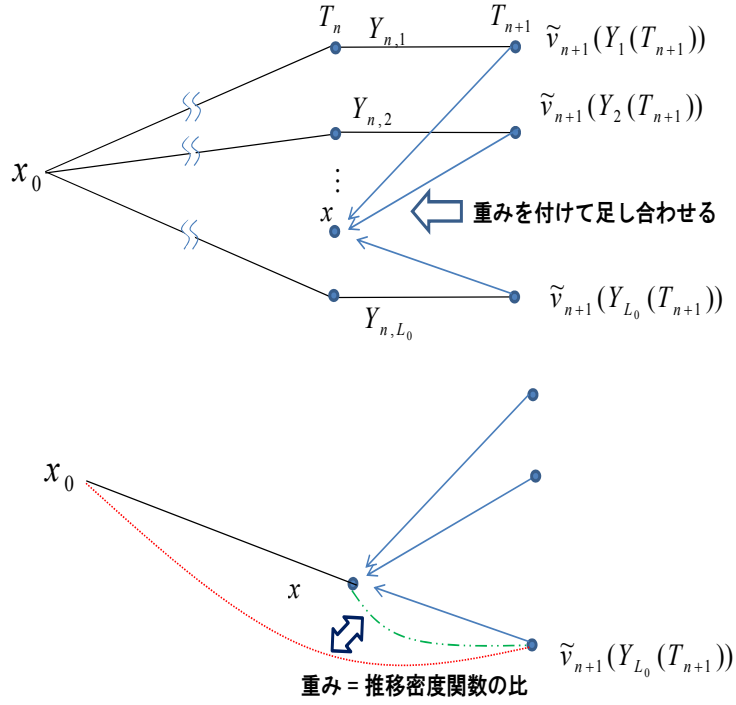 T_n
Y_{n,1}
T_{n+1}
ṽ_{n+1}(Y_1(T_{n+1}))
Y_{n,2}
ṽ_{n+1}(Y_2(T_{n+1}))
x_0
⋮
x
重みを付けて足し合わせる
ṽ_{n+1}(Y_{L_0}(T_{n+1}))
Y_{n,L_0}
x_0
x
ṽ_{n+1}(Y_{L_0}(T_{n+1}))
重み = 推移密度関数の比